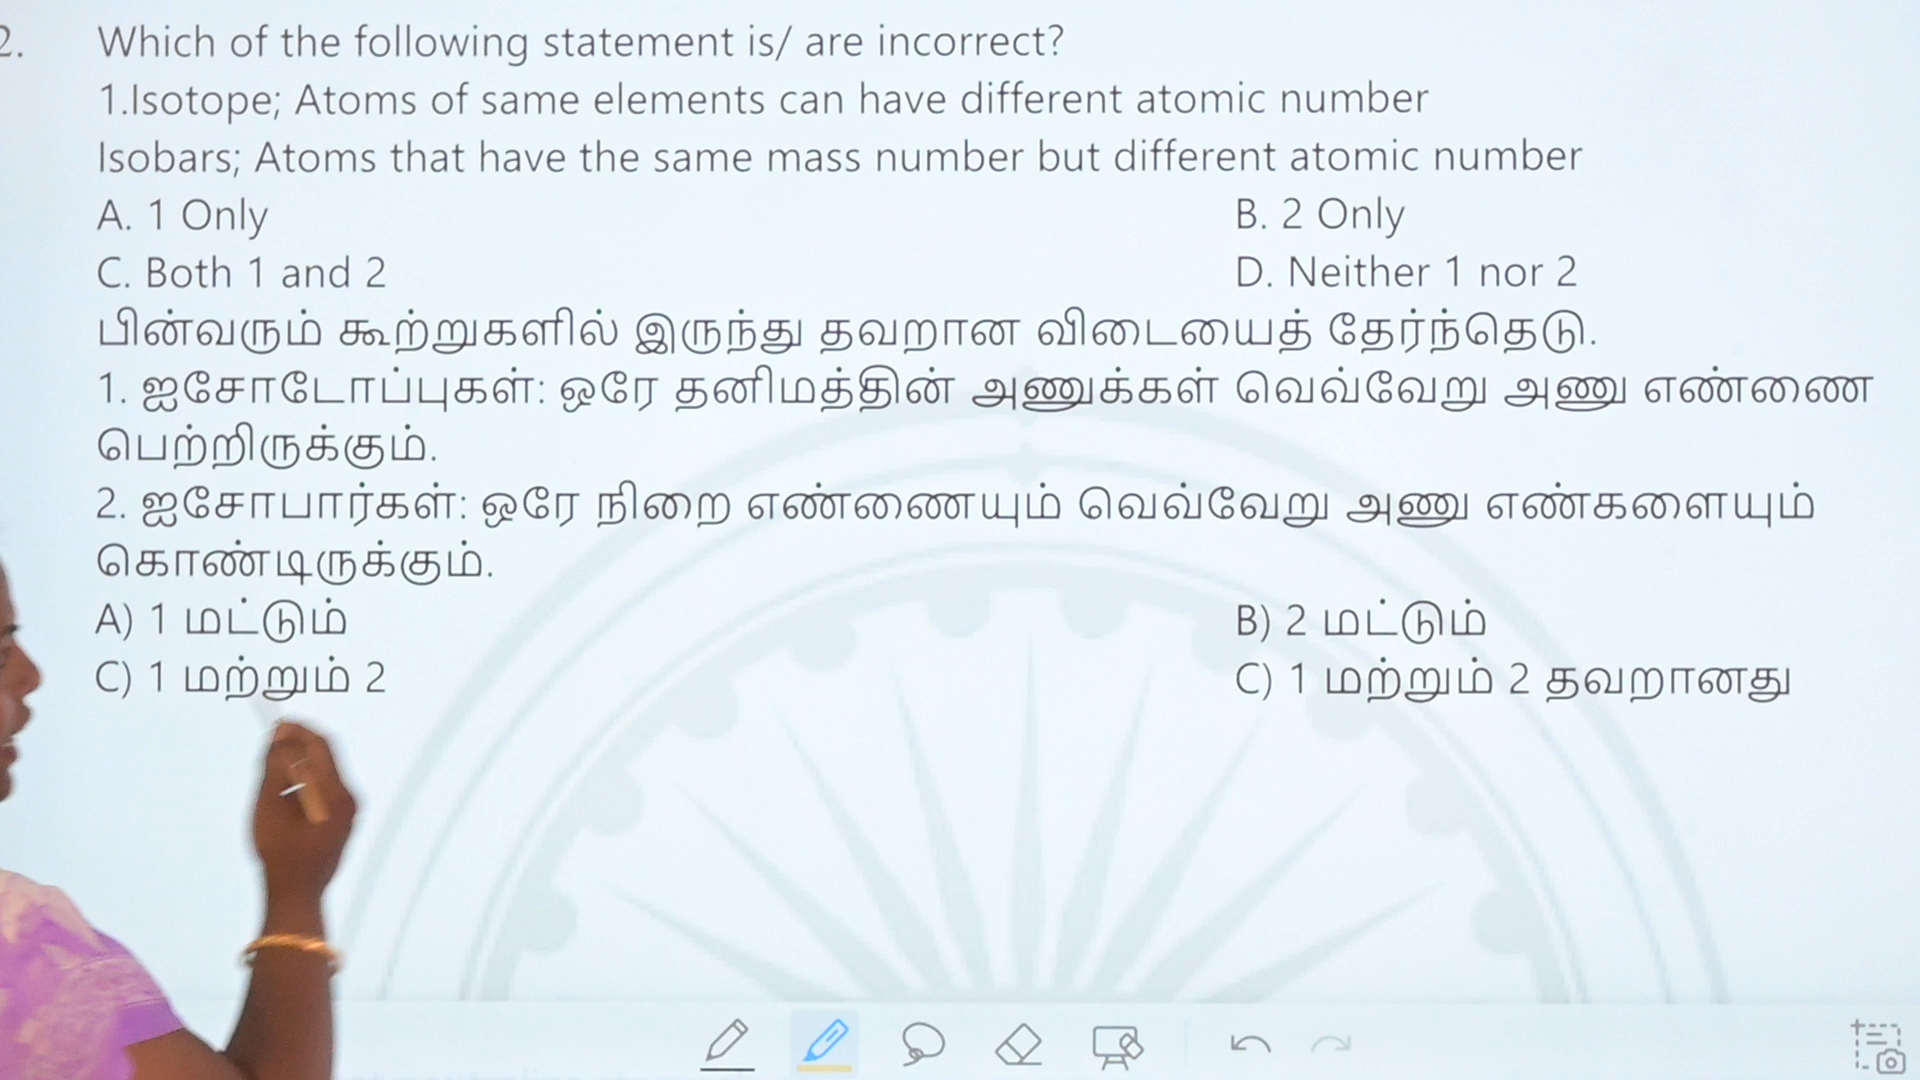 2. Which of the following statement is/ are incorrect?
1.Isotope; Atoms of same elements can have different atomic number
Isobars; Atoms that have the same mass number but different atomic number
A. 1 Only B. 2 Only
C. Both 1 and 2 D. Neither 1 nor 2
பின்வரும் கூற்றுகளில் இருந்து தவறான விடையைத் தேர்ந்தெடு.
1. ஐசோடோப்புகள்: ஒரே தனிமத்தின் அணுக்கள் வெவ்வேறு அணு எண்ணை
பெற்றிருக்கும்.
2. ஐசோபார்கள்: ஒரே நிறை எண்ணையும் வெவ்வேறு அணு எண்களையும்
கொண்டிருக்கும்.
A) 1 மட்டும் B) 2 மட்டும்
C) 1 மற்றும் 2 C) 1 மற்றும் 2 தவறானது